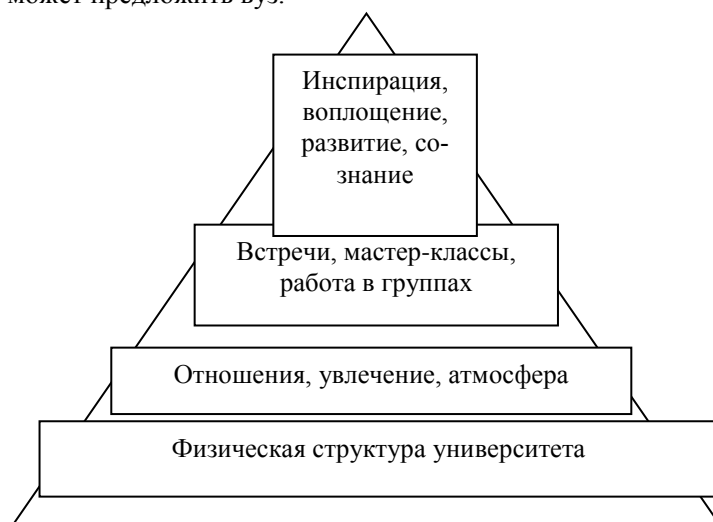 может предложить вуз.
Инспирация,
воплощение,
развитие, со-
знание
Встречи, мастер-классы,
работа в группах
Отношения, увлечение, атмосфера
Физическая структура университета